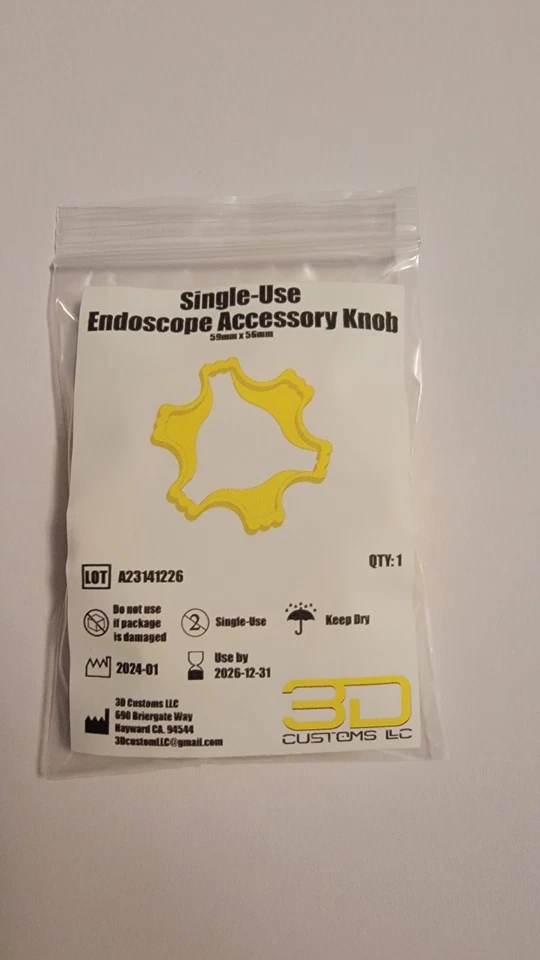 Single-Use
Endoscope Accessory Knob
59mm x 56mm
QTY: 1
LOT A23141226
Do not use
if package
is damaged
2
Single-Use
Keep Dry
2024-01
Use by
2026-12-31
3D Customs LLC
690 Briergate Way
Hayward CA. 94544
3DcustomLLC@gmail.com
3D
CUSTOMS LLC